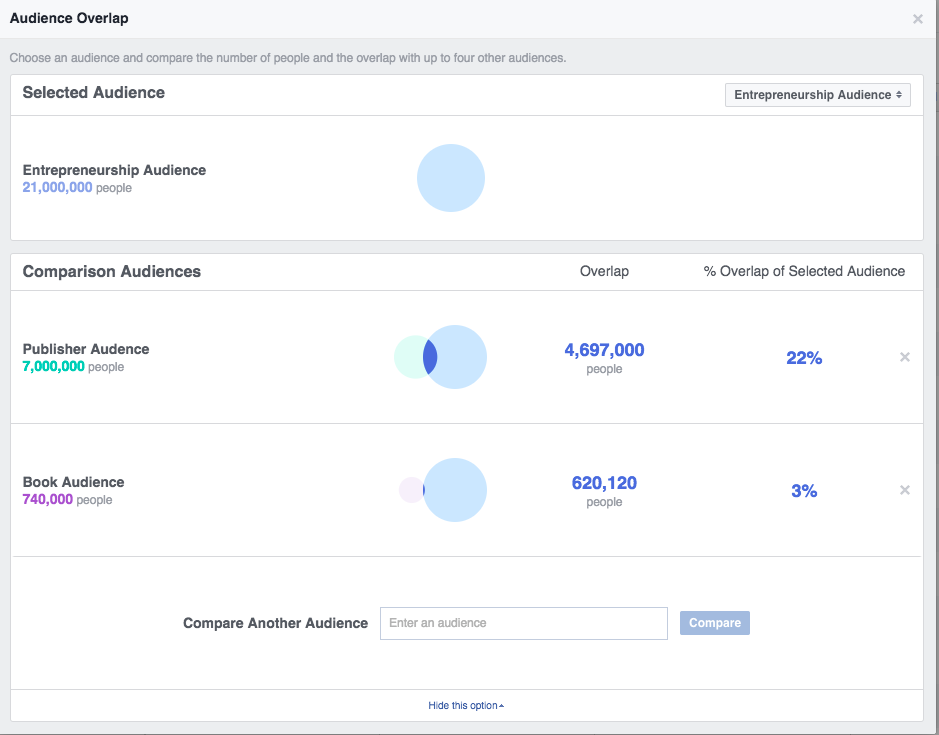 Audience Overlap
Choose an audience and compare the number of people and the overlap with up to four other audiences.
Selected Audience
Entrepreneurship Audience
Entrepreneurship Audience
21,000,000 people
Comparison Audiences
Overlap
% Overlap of Selected Audience
Publisher Audence
7,000,000 people
4,697,000
people
22%
Book Audience
740,000 people
620,120
people
3%
Compare Another Audience
Enter an audience
Compare
Hide this option